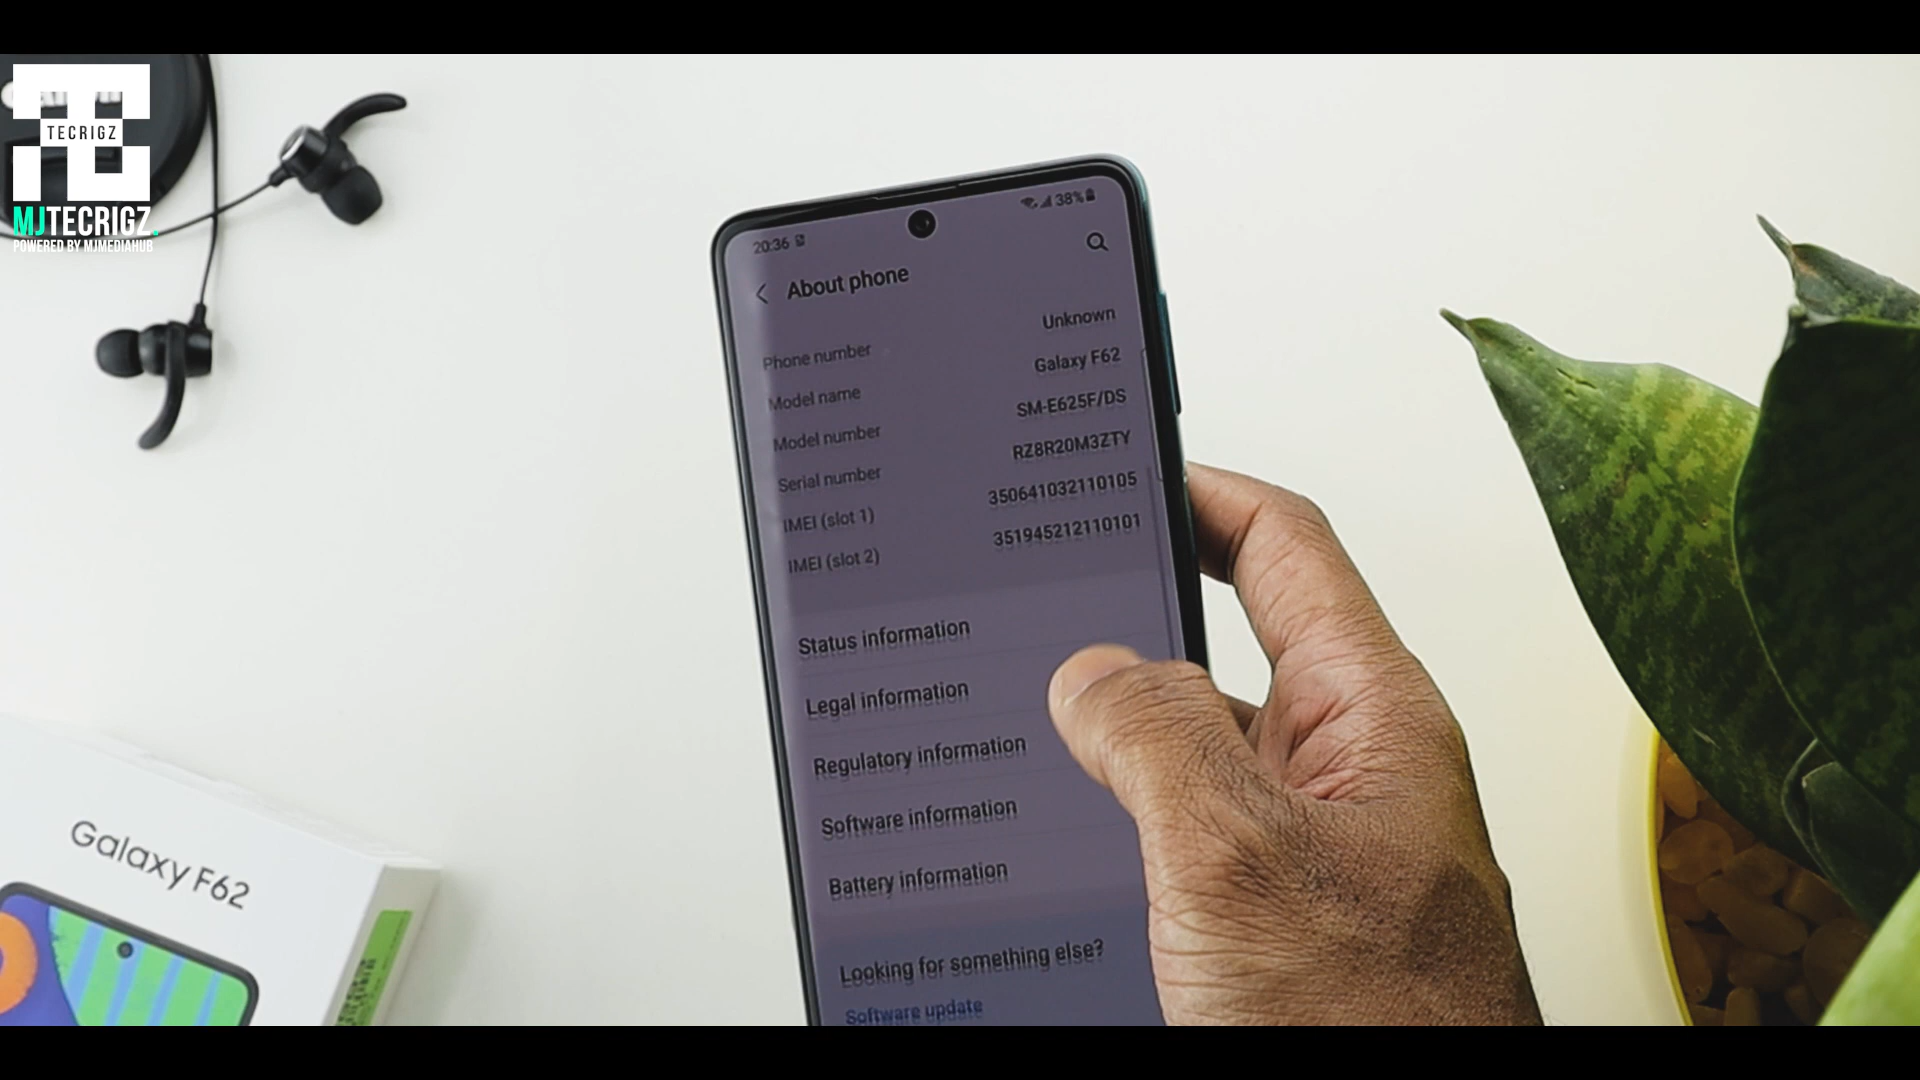 TECRIGZ
MJTECRIGZ.
POWERED BY MJMEDIAHUB
20:36
38%
About phone
Phone number Unknown
Model name Galaxy F62
Model number SM-E625F/DS
Serial number RZ8R20M3ZTY
IMEI (slot 1) 350641032110105
IMEI (slot 2) 351945212110101
Status information
Legal information
Regulatory information
Software information
Battery information
Looking for something else?
Software update
Galaxy F62